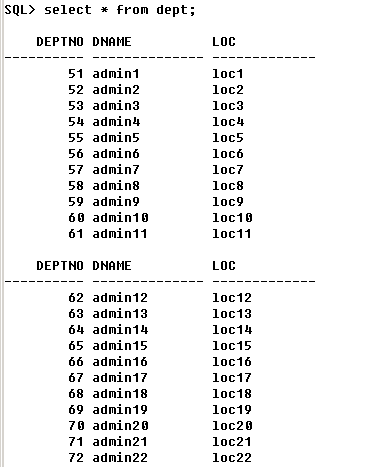 SQL> select * from dept;
DEPTNO DNAME LOC
---------- -------------- -------------
51 admin1 loc1
52 admin2 loc2
53 admin3 loc3
54 admin4 loc4
55 admin5 loc5
56 admin6 loc6
57 admin7 loc7
58 admin8 loc8
59 admin9 loc9
60 admin10 loc10
61 admin11 loc11
DEPTNO DNAME LOC
---------- -------------- -------------
62 admin12 loc12
63 admin13 loc13
64 admin14 loc14
65 admin15 loc15
66 admin16 loc16
67 admin17 loc17
68 admin18 loc18
69 admin19 loc19
70 admin20 loc20
71 admin21 loc21
72 admin22 loc22